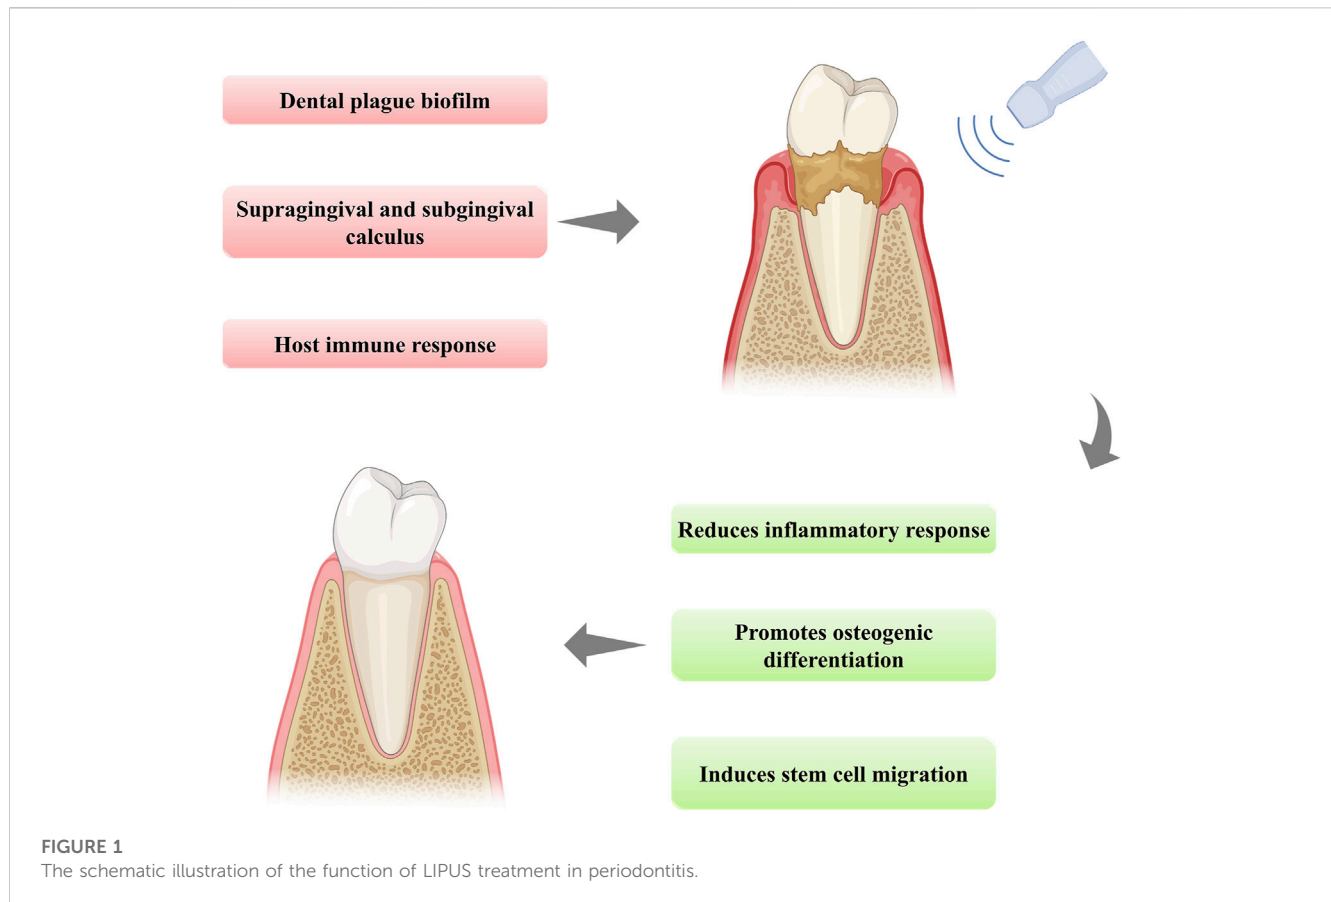 Dental plague biofilm
Supragingival and subgingival
calculus
Host immune response
Reduces inflammatory response
Promotes osteogenic
differentiation
Induces stem cell migration
FIGURE 1
The schematic illustration of the function of LIPUS treatment in periodontitis.